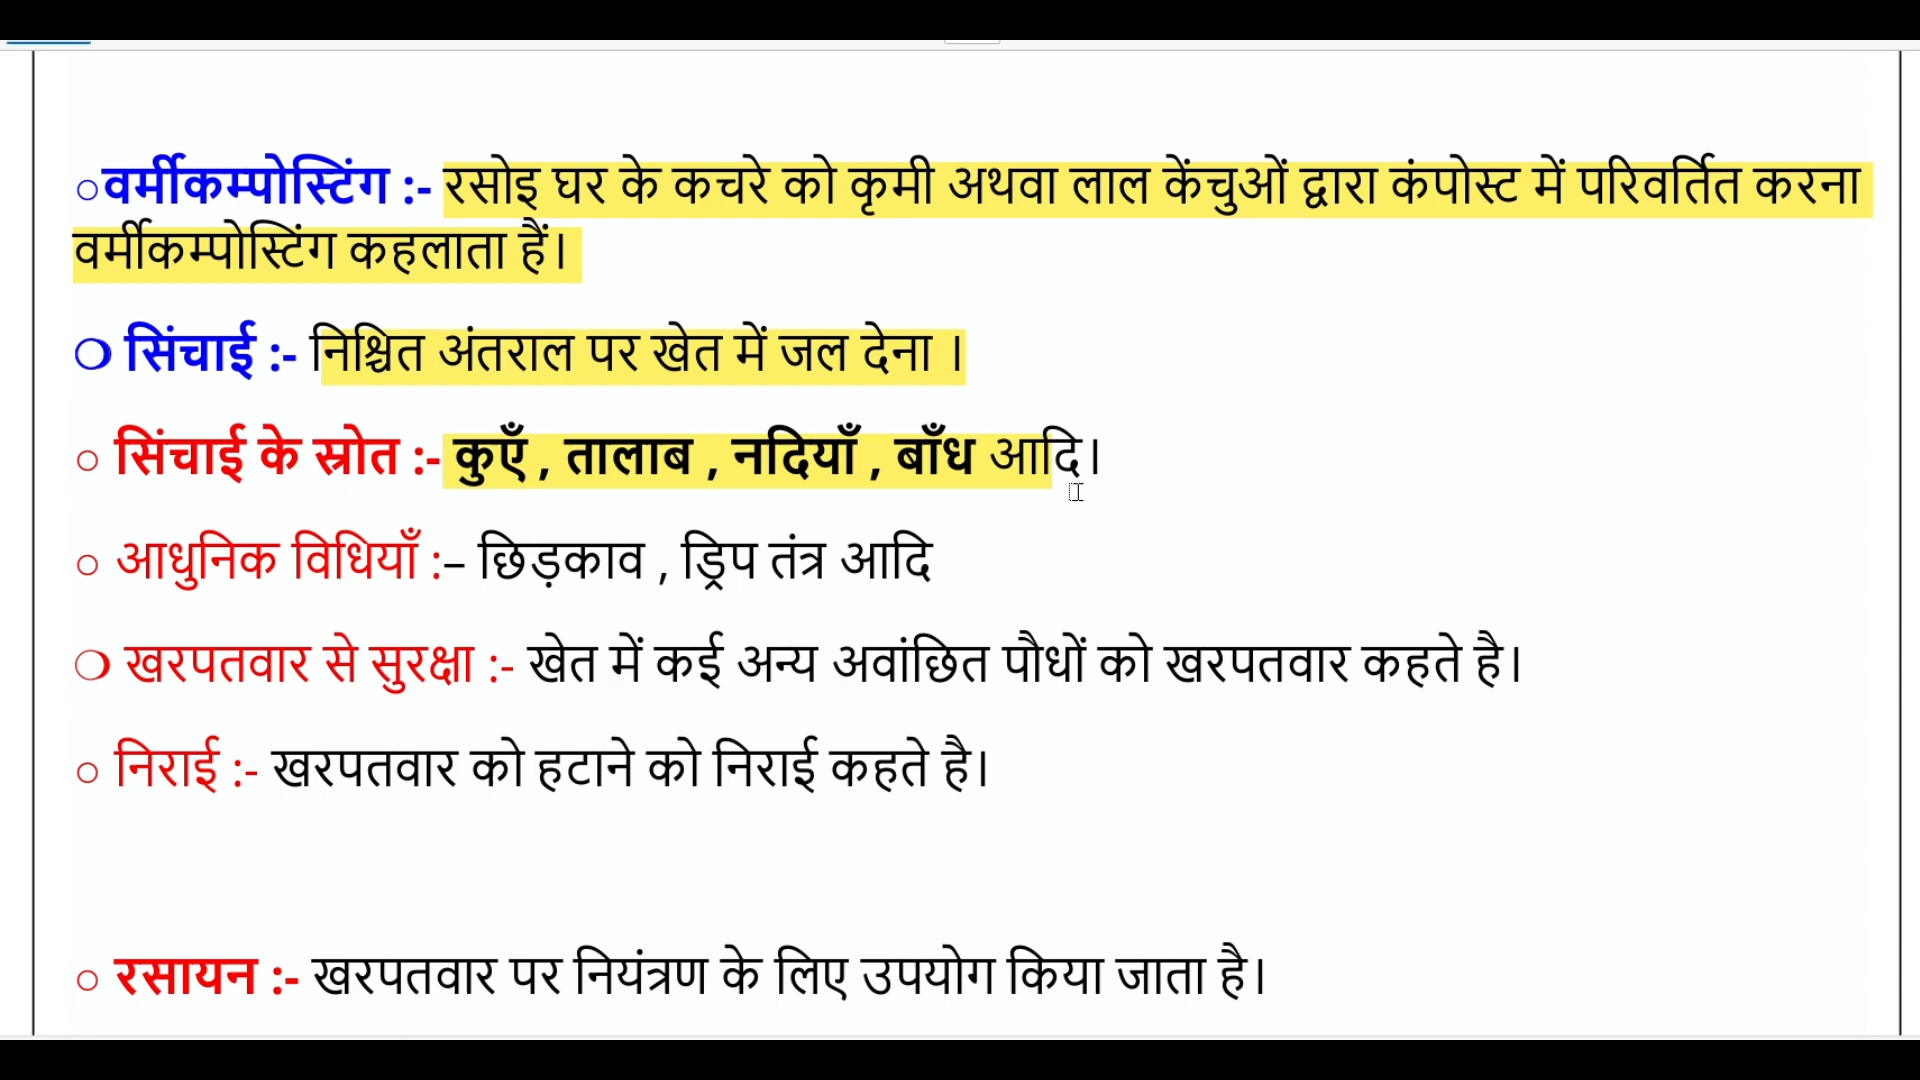 ○वर्मीकम्पोस्टिंग :- रसोइ घर के कचरे को कृमी अथवा लाल केंचुओं द्वारा कंपोस्ट में परिवर्तित करना
वर्मीकम्पोस्टिंग कहलाता हैं।
❍ सिंचाई :- निश्चित अंतराल पर खेत में जल देना ।
○ सिंचाई के स्रोत :- कुएँ , तालाब , नदियाँ , बाँध आदि।
○ आधुनिक विधियाँ :– छिड़काव , ड्रिप तंत्र आदि
❍ खरपतवार से सुरक्षा :- खेत में कई अन्य अवांछित पौधों को खरपतवार कहते है।
○ निराई :- खरपतवार को हटाने को निराई कहते है।
○ रसायन :- खरपतवार पर नियंत्रण के लिए उपयोग किया जाता है।